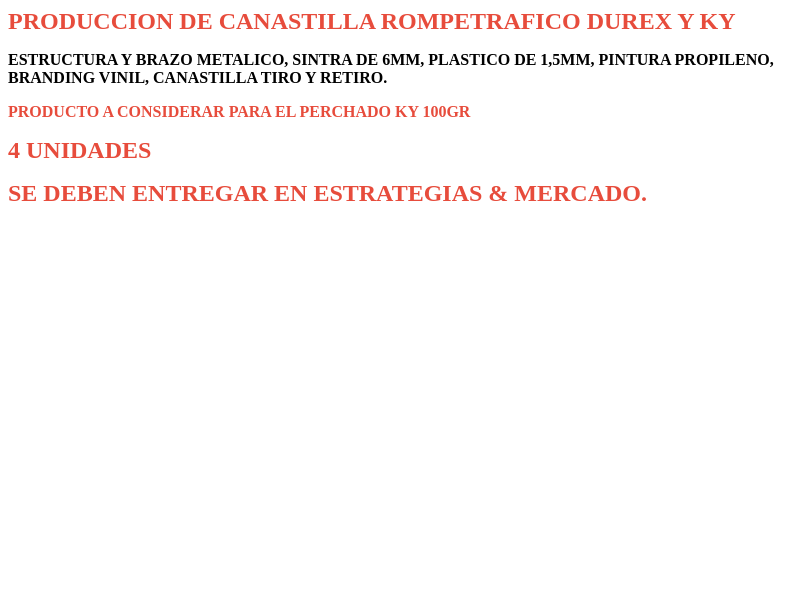 PRODUCCION DE CANASTILLA ROMPETRAFICO DUREX Y KY
ESTRUCTURA Y BRAZO METALICO, SINTRA DE 6MM, PLASTICO DE 1,5MM, PINTURA PROPILENO,
BRANDING VINIL, CANASTILLA TIRO Y RETIRO.
PRODUCTO A CONSIDERAR PARA EL PERCHADO KY 100GR
4 UNIDADES
SE DEBEN ENTREGAR EN ESTRATEGIAS & MERCADO.